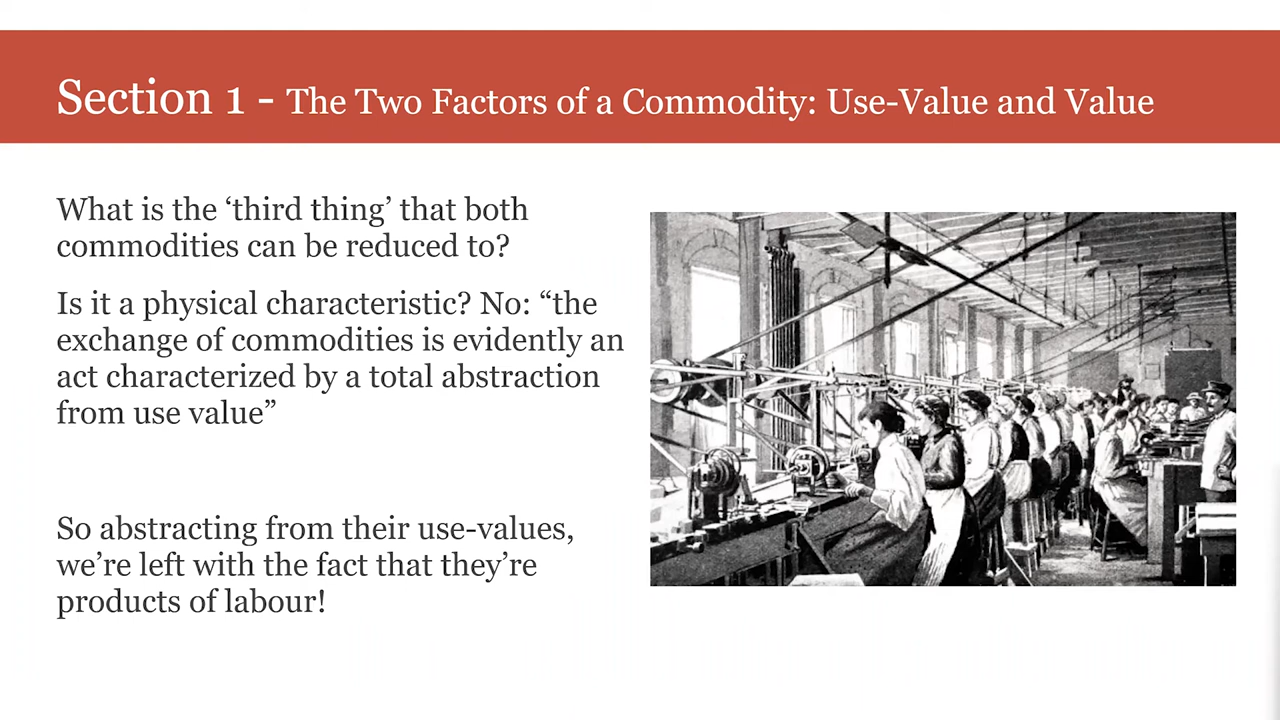 Section 1 - The Two Factors of a Commodity: Use-Value and Value
What is the ‘third thing’ that both
commodities can be reduced to?
Is it a physical characteristic? No: “the
exchange of commodities is evidently an
act characterized by a total abstraction
from use value”
So abstracting from their use-values,
we’re left with the fact that they’re
products of labour!